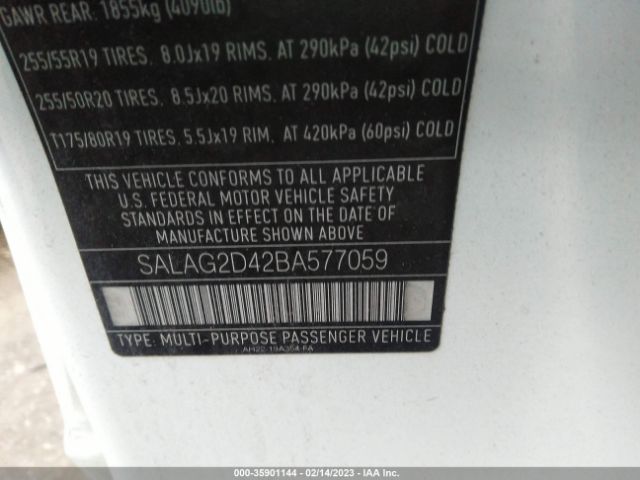 GAWR REAR. 1855kg (4090lb)
255/55R19 TIRES. 8.0Jx19 RIMS. AT 290kPa (42psi) COLD
255/50R20 TIRES. 8.5Jx20 RIMS. AT 290kPa (42psi) COLD
T175/80R19 TIRES. 5.5Jx19 RIM. AT 420kPa (60psi) COLD
THIS VEHICLE CONFORMS TO ALL APPLICABLE
U.S. FEDERAL MOTOR VEHICLE SAFETY
STANDARDS IN EFFECT ON THE DATE OF
MANUFACTURE SHOWN ABOVE
SALAG2D42BA577059
TYPE: MULTI-PURPOSE PASSENGER VEHICLE
AH22-19A354-FA
000-35901144 - 02/14/2023 - IAA Inc.